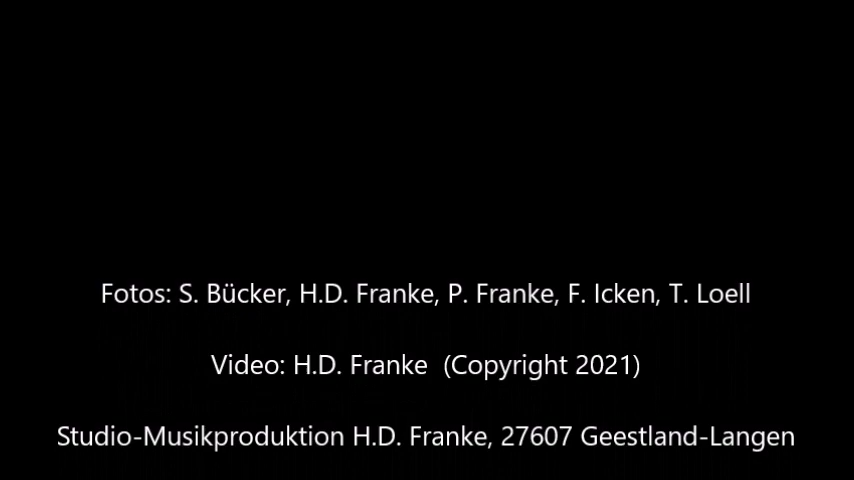 Fotos: S. Bücker, H.D. Franke, P. Franke, F. Icken, T. Loell
Video: H.D. Franke  (Copyright 2021)
Studio-Musikproduktion H.D. Franke, 27607 Geestland-Langen